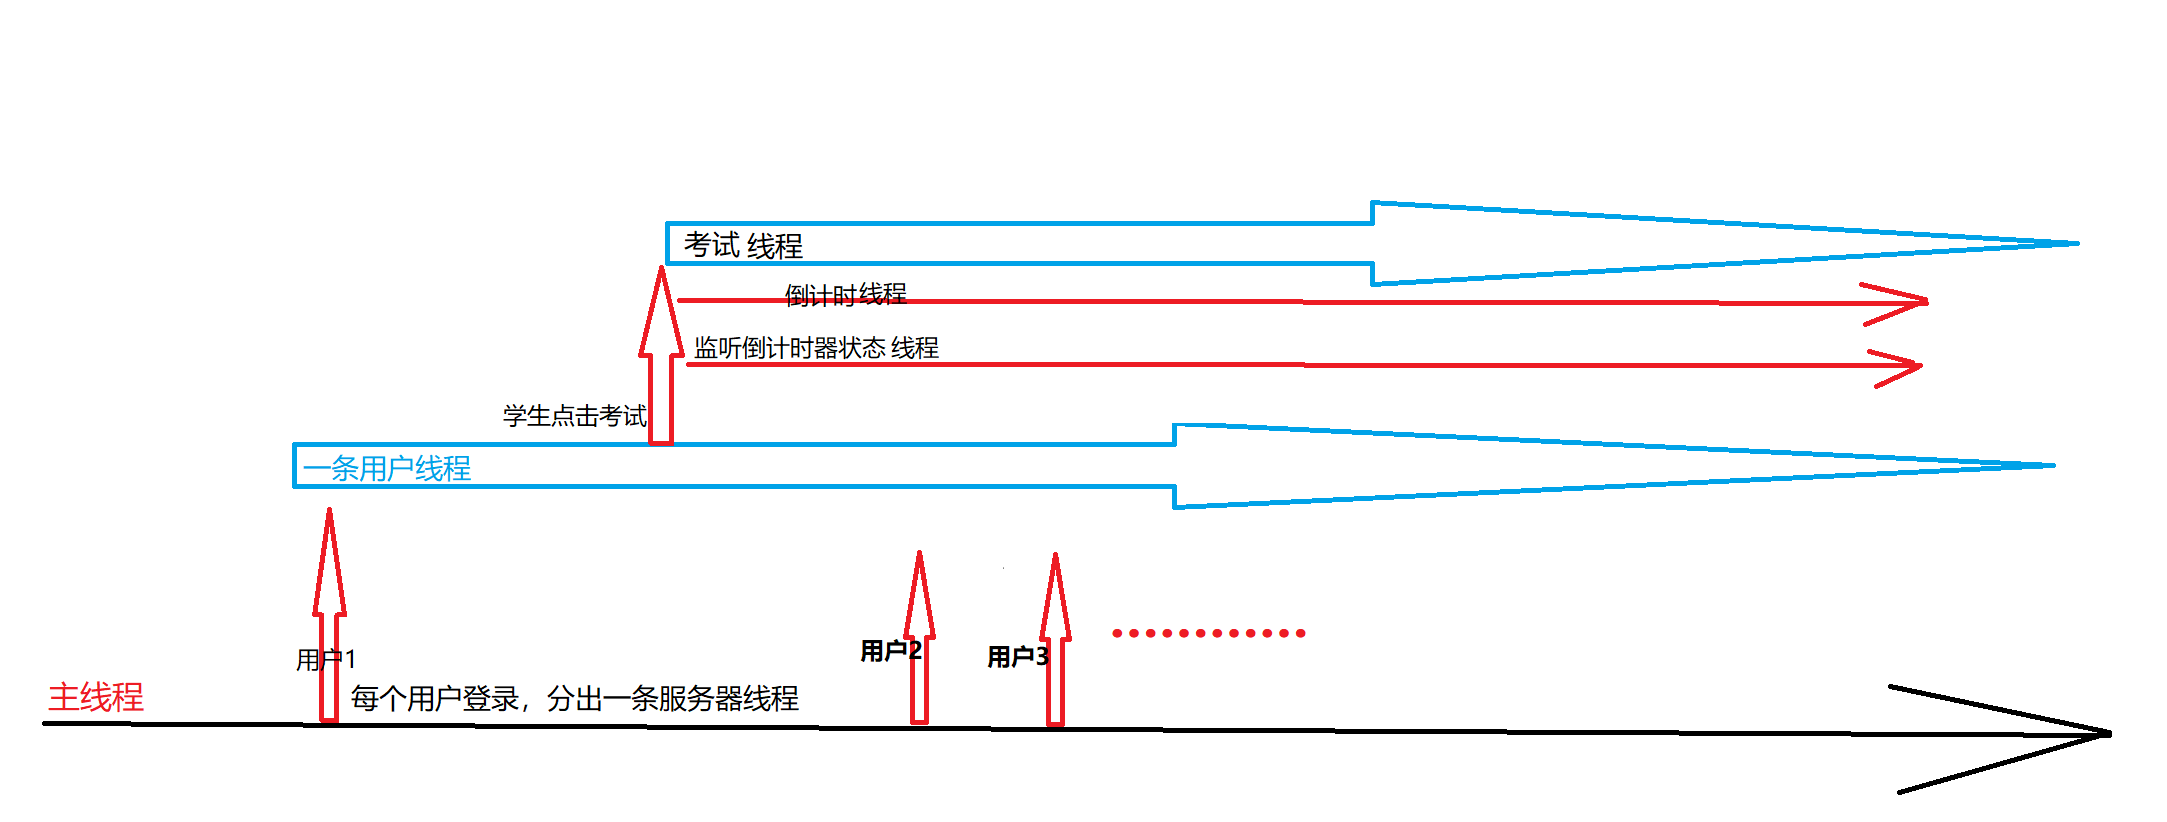 考试 线程
倒计时线程
监听倒计时器状态 线程
学生点击考试
一条用户线程
用户1
用户2
用户3
主线程
每个用户登录，分出一条服务器线程